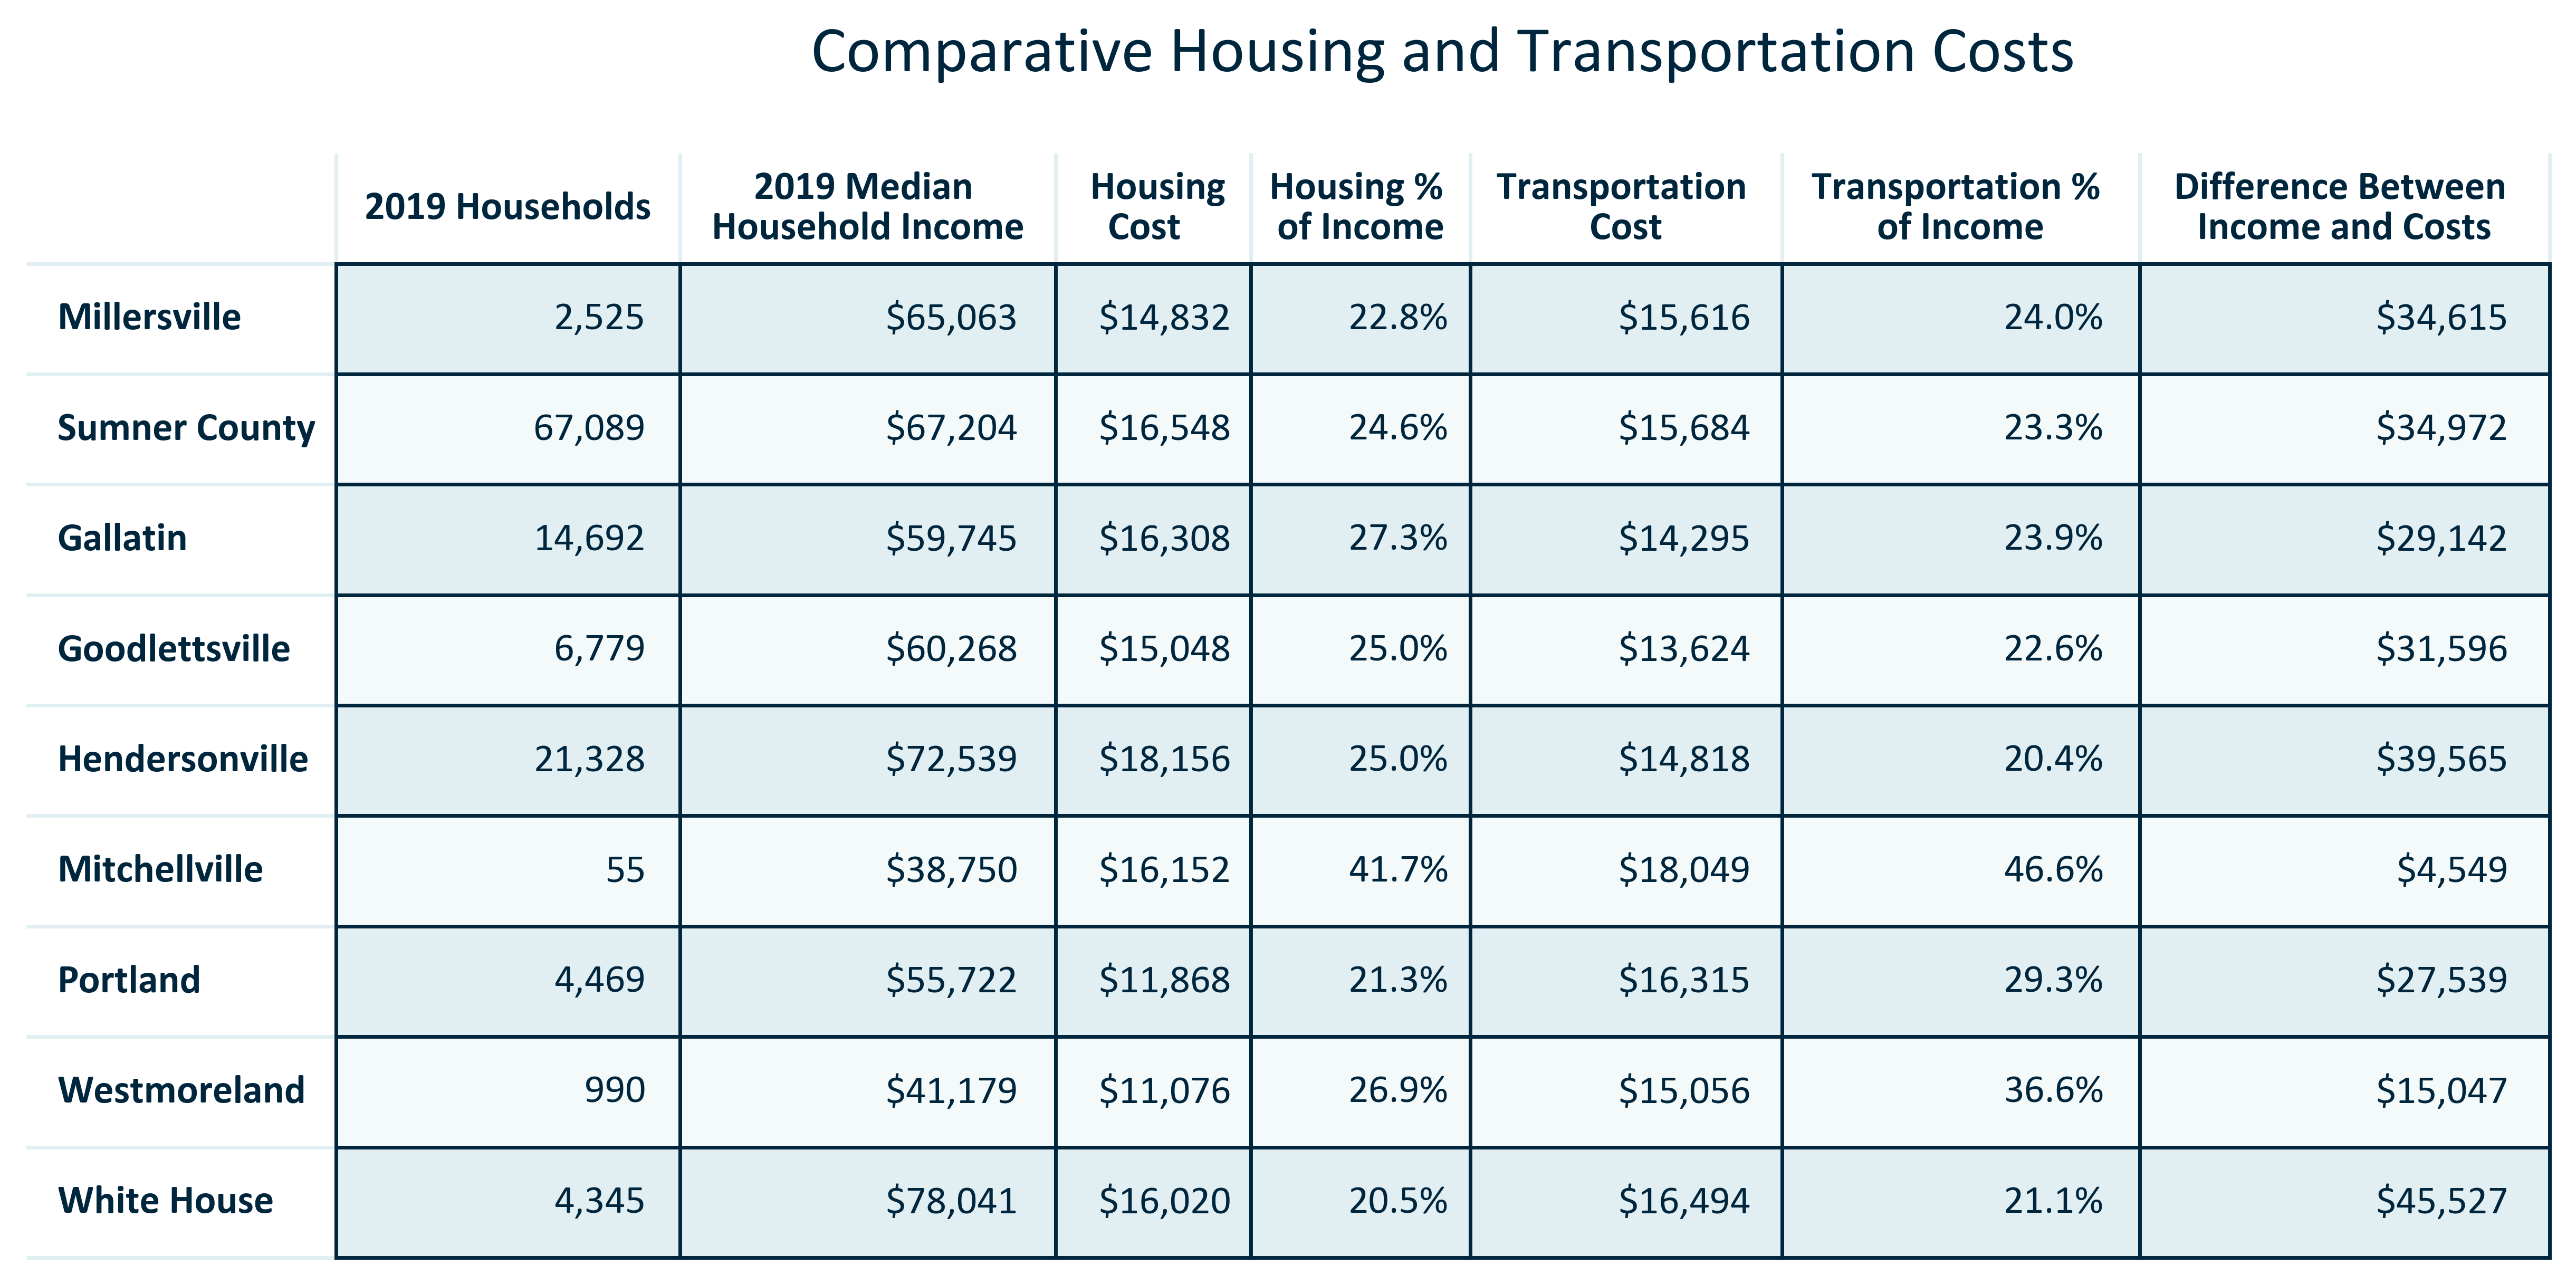 Comparative Housing and Transportation Costs
2019 Households
2019 Median
Household Income
Housing
Cost
Housing %
of Income
Transportation
Cost
Transportation %
of Income
Difference Between
Income and Costs
Millersville 2,525 $65,063 $14,832 22.8% $15,616 24.0% $34,615
Sumner County 67,089 $67,204 $16,548 24.6% $15,684 23.3% $34,972
Gallatin 14,692 $59,745 $16,308 27.3% $14,295 23.9% $29,142
Goodlettsville 6,779 $60,268 $15,048 25.0% $13,624 22.6% $31,596
Hendersonville 21,328 $72,539 $18,156 25.0% $14,818 20.4% $39,565
Mitchellville 55 $38,750 $16,152 41.7% $18,049 46.6% $4,549
Portland 4,469 $55,722 $11,868 21.3% $16,315 29.3% $27,539
Westmoreland 990 $41,179 $11,076 26.9% $15,056 36.6% $15,047
White House 4,345 $78,041 $16,020 20.5% $16,494 21.1% $45,527